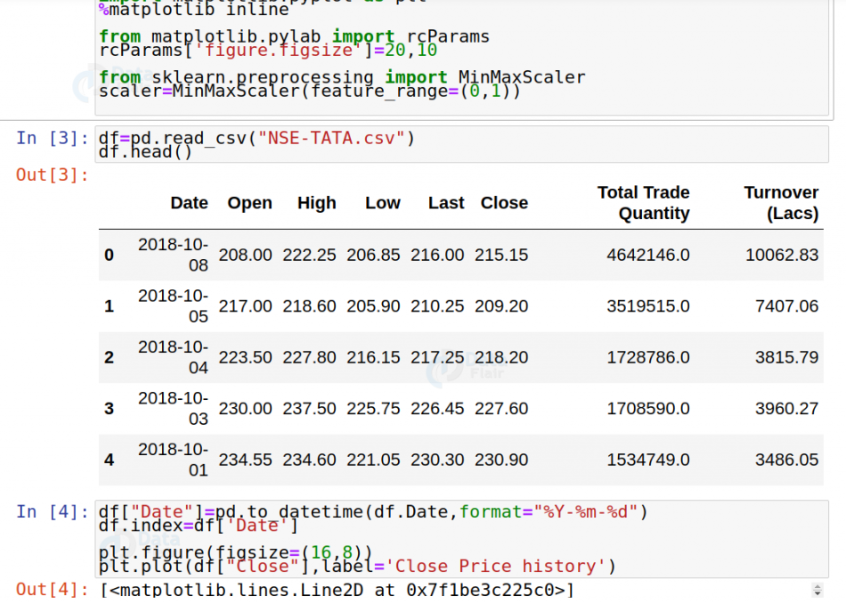 %matplotlib inline
from matplotlib.pylab import rcParams
rcParams['figure.figsize']=20,10
from sklearn.preprocessing import MinMaxScaler
scaler=MinMaxScaler(feature_range=(0,1))
In [3]: df=pd.read_csv("NSE-TATA.csv")
df.head()
Out[3]:
Date Open High Low Last Close Total Trade Quantity Turnover (Lacs)
0 2018-10-08 208.00 222.25 206.85 216.00 215.15 4642146.0 10062.83
1 2018-10-05 217.00 218.60 205.90 210.25 209.20 3519515.0 7407.06
2 2018-10-04 223.50 227.80 216.15 217.25 218.20 1728786.0 3815.79
3 2018-10-03 230.00 237.50 225.75 226.45 227.60 1708590.0 3960.27
4 2018-10-01 234.55 234.60 221.05 230.30 230.90 1534749.0 3486.05
In [4]: df["Date"]=pd.to_datetime(df.Date,format="%Y-%m-%d")
df.index=df['Date']
plt.figure(figsize=(16,8))
plt.plot(df["Close"],label='Close Price history')
Out[4]: [<matplotlib.lines.Line2D at 0x7f1be3c225c0>]